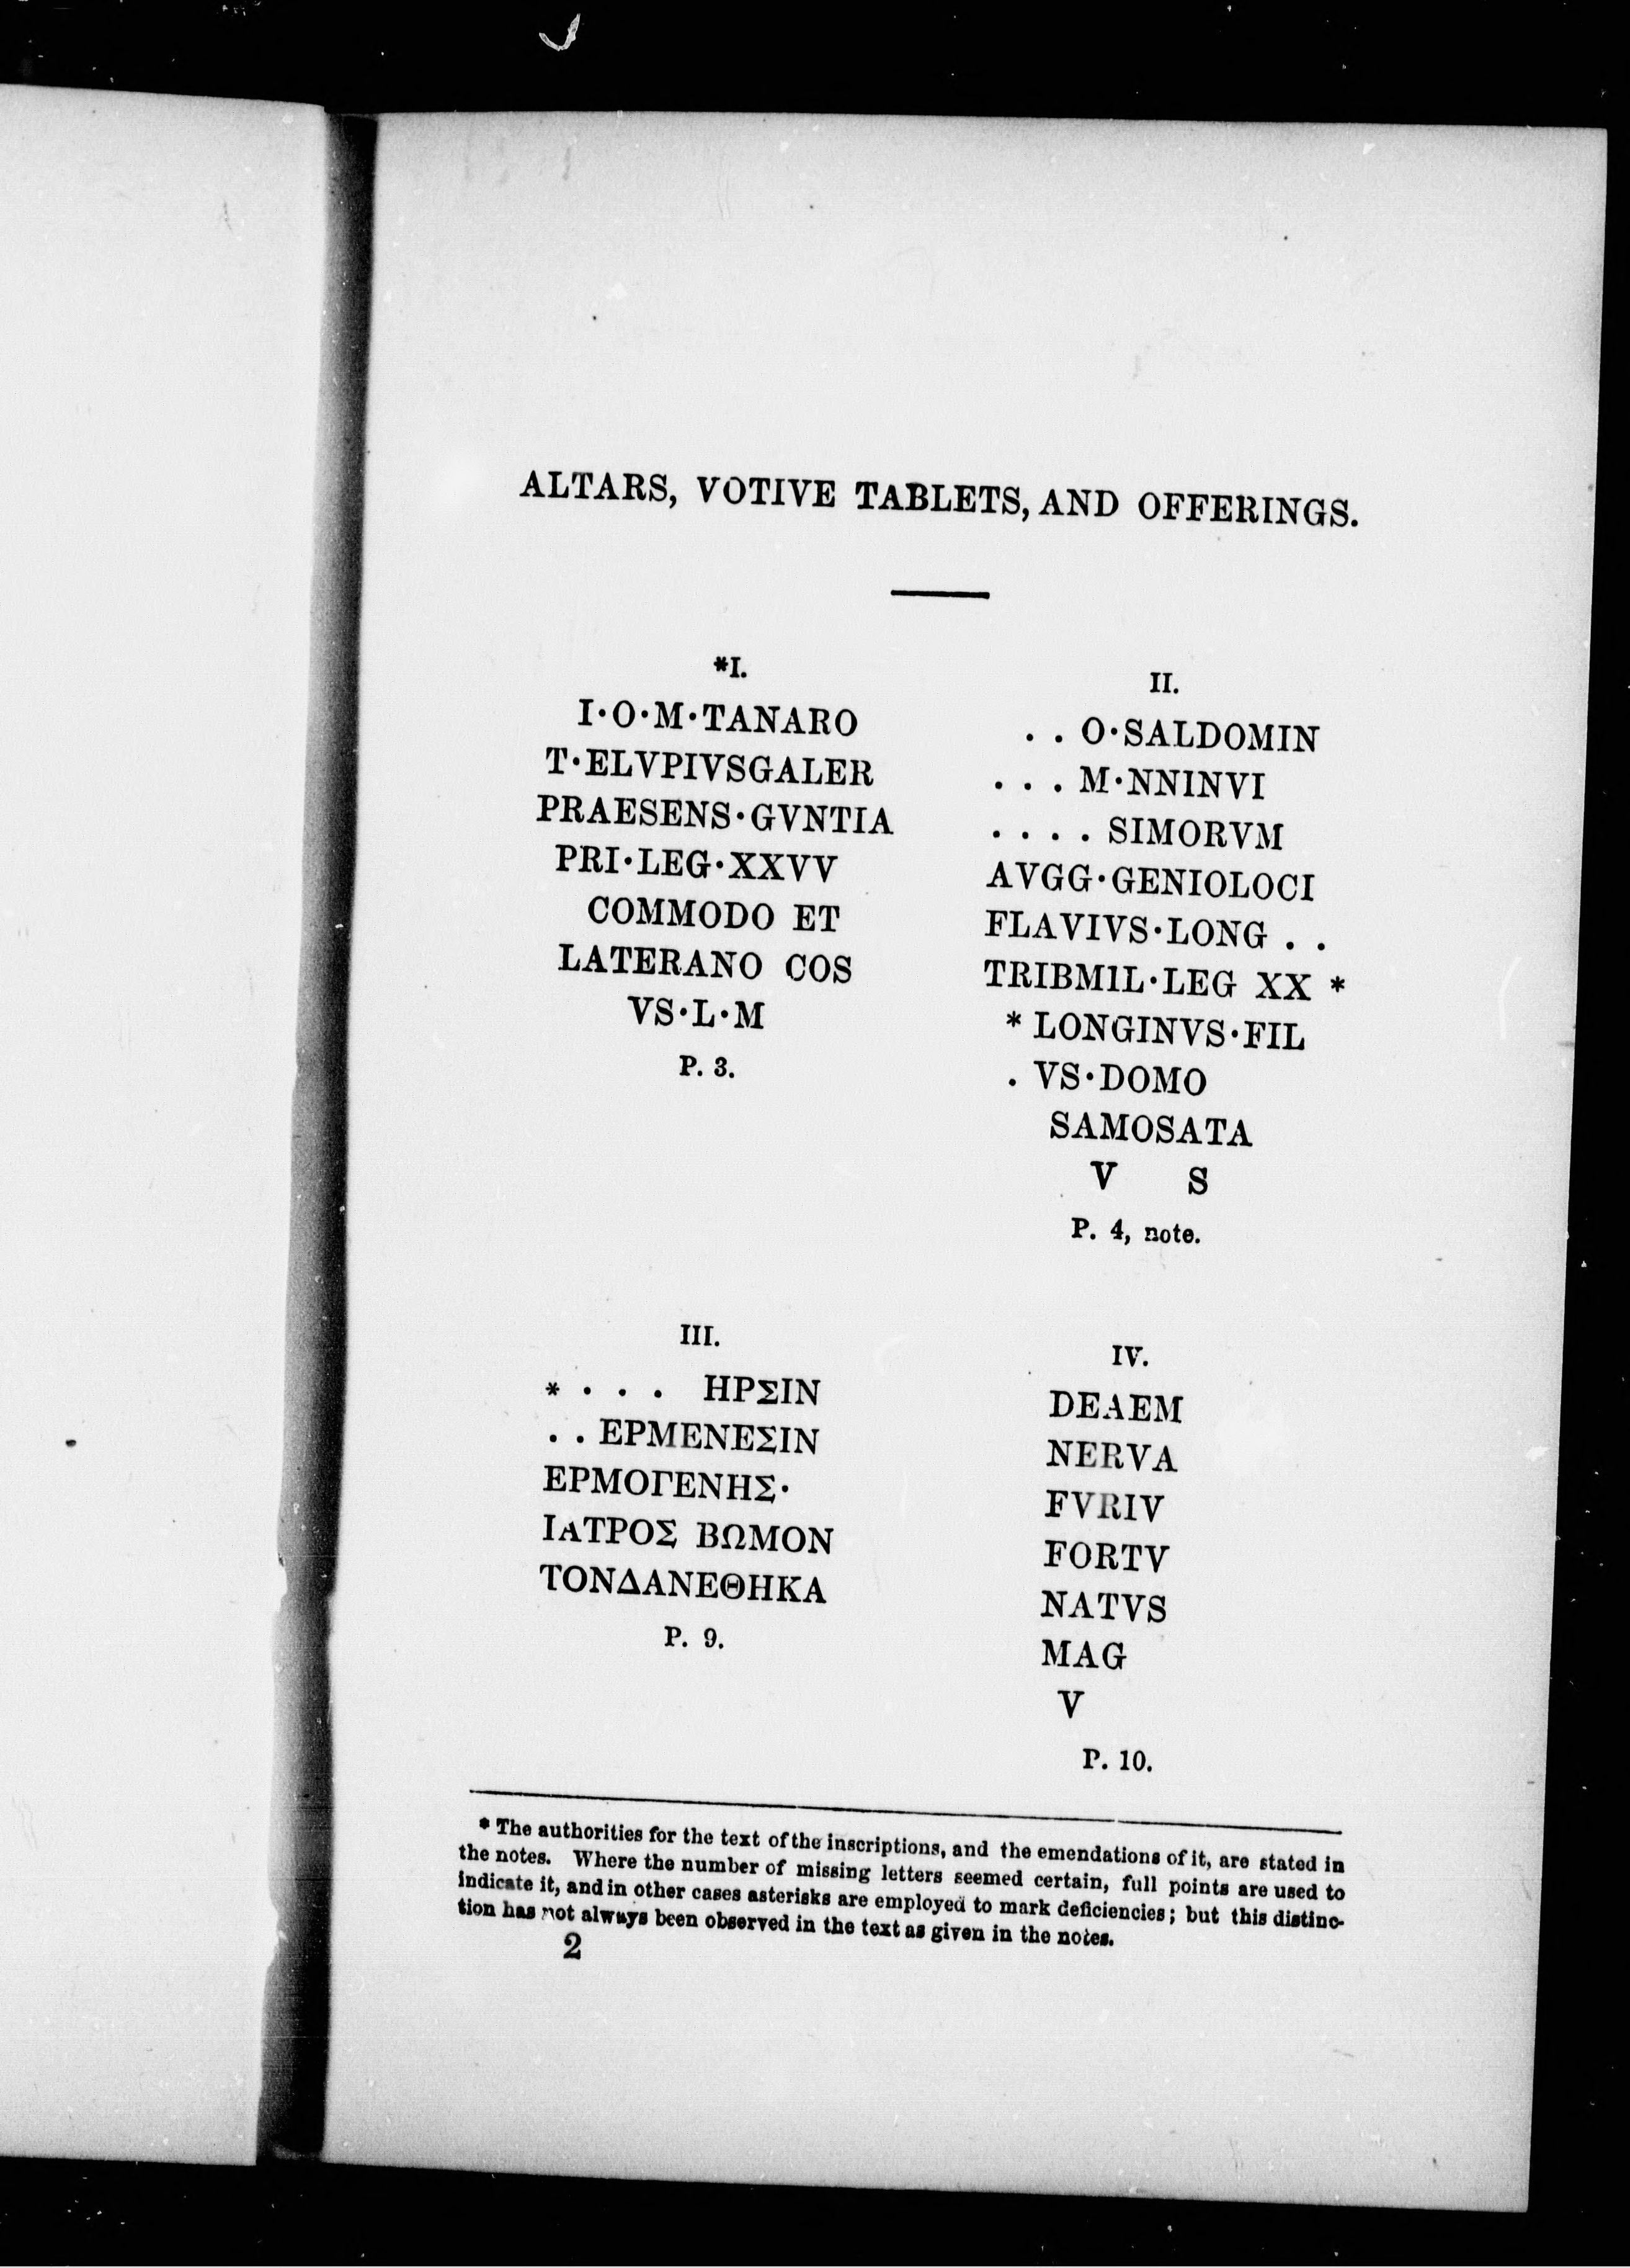 ALTARS, VOTIVE TABLETS, AND OFFERINGS.
*I.
I·O·M·TANARO
T·ELVPIVSGALER
PRAESENS·GVNTIA
PRI·LEG·XXVV
COMMODO ET
LATERANO COS
VS·L·M
P. 3.
II.
. . O·SALDOMIN
. . . M·NNINVI
. . . . SIMORVM
AVGG·GENIOLOCI
FLAVIVS·LONG . .
TRIBM1L·LEG XX *
* LONGINVS·FIL
. VS·DOMO
SAMOSATA
V S
P. 4, note.
III.
* . . . ΗΡΣΙΝ
. . ΕΡΜΕΝΕΣΙΝ
ΕΡΜΟΓΕΝΗΣ·
ΙΑΤΡΟΣ ΒΩΜΟΝ
ΤΟΝΔΑΝΕΘΗΚΑ
P. 9.
IV.
DEAEM
NERVA
FVRIV
FORTV
NATVS
MAG
V
P. 10.
* The authorities for the text of the inscriptions, and the emendations of it, are stated in
the notes. Where the number of missing letters seemed certain, full points are used to
indicate it, and in other cases asterisks are employed to mark deficiencies; but this distinc-
tion has not always been observed in the text as given in the notes.
2